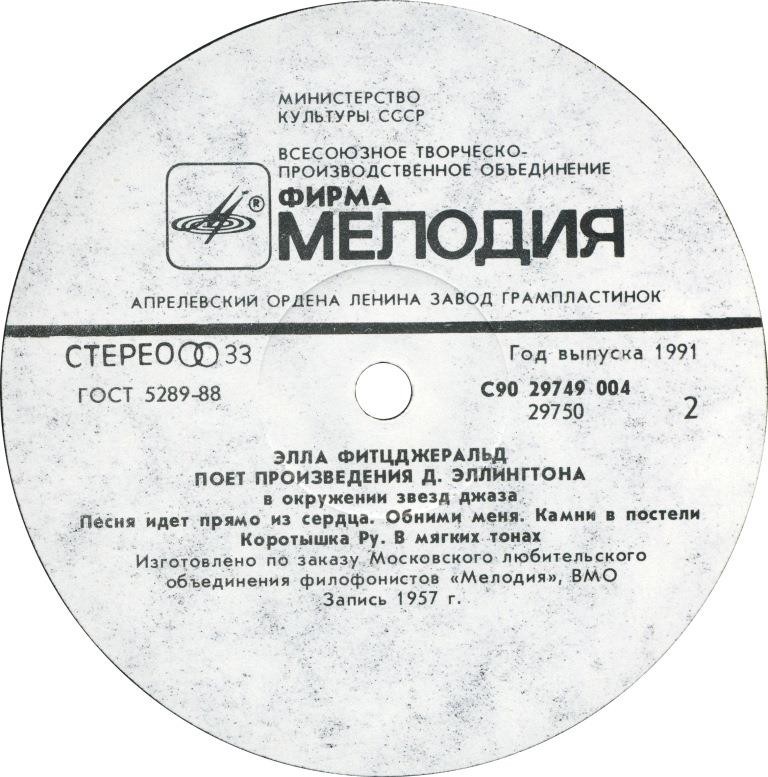 МИНИСТЕРСТВО
КУЛЬТУРЫ СССР
ВСЕСОЮЗНОЕ ТВОРЧЕСКО-
ПРОИЗВОДСТВЕННОЕ ОБЪЕДИНЕНИЕ
ФИРМА
®
МЕЛОДИЯ
АПРЕЛЕВСКИЙ ОРДЕНА ЛЕНИНА ЗАВОД ГРАМПЛАСТИНОК
СТЕРЕО 33
Год выпуска 1991
ГОСТ 5289-88
С90 29749 004
29750
2
ЭЛЛА ФИТЦДЖЕРАЛЬД
ПОЕТ ПРОИЗВЕДЕНИЯ Д. ЭЛЛИНГТОНА
в окружении звезд джаза
Песня идет прямо из сердца. Обними меня. Камни в постели
Коротышка Ру. В мягких тонах
Изготовлено по заказу Московского любительского
объединения филофонистов «Мелодия», ВМО
Запись 1957 г.